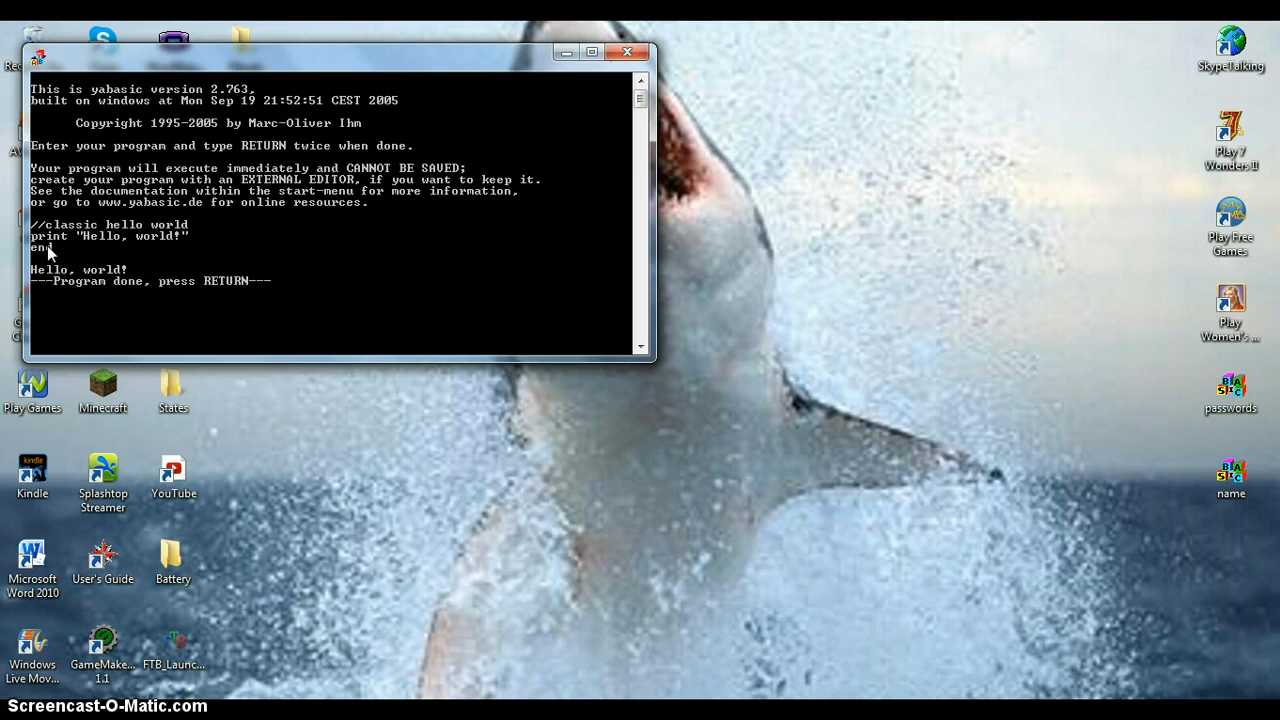 This is yabasic version 2.763,
built on windows at Mon Sep 19 21:52:51 CEST 2005
Copyright 1995-2005 by Marc-Oliver Ihm
Enter your program and type RETURN twice when done.
Your program will execute immediately and CANNOT BE SAVED;
create your program with an EXTERNAL EDITOR, if you want to keep it.
See the documentation within the start-menu for more information,
or go to www.yabasic.de for online resources.
//classic hello world
print "Hello, world!"
end
Hello, world!
---Program done, press RETURN---
SkypeTalking
Play 7
Wonders II
Play Free
Games
Play
Women's ...
passwords
name
Play Games
Minecraft
States
Kindle
Splashtop
Streamer
YouTube
Microsoft
Word 2010
User's Guide
Battery
Windows
Live Mov...
GameMake...
1.1
FTB_Launc...
Screencast-O-Matic.com